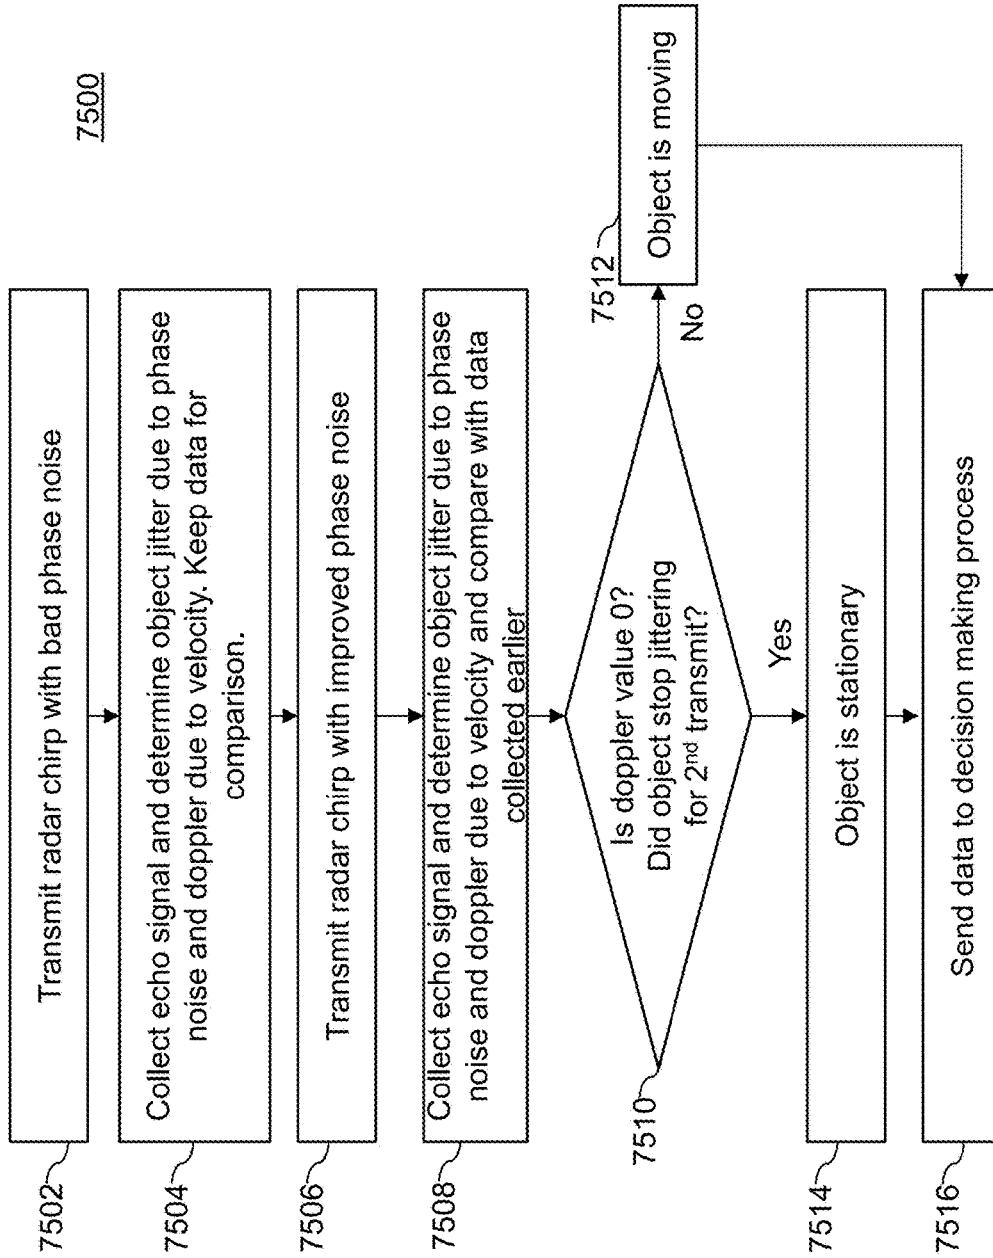 7500
7502
Transmit radar chirp with bad phase noise
7504
Collect echo signal and determine object jitter due to phase
noise and doppler due to velocity. Keep data for
comparison.
7506
Transmit radar chirp with improved phase noise
7508
Collect echo signal and determine object jitter due to phase
noise and doppler due to velocity and compare with data
collected earlier
7510
Is doppler value 0?
Did object stop jittering
for 2nd transmit?
No
7512
Object is moving
Yes
7514
Object is stationary
7516
Send data to decision making process